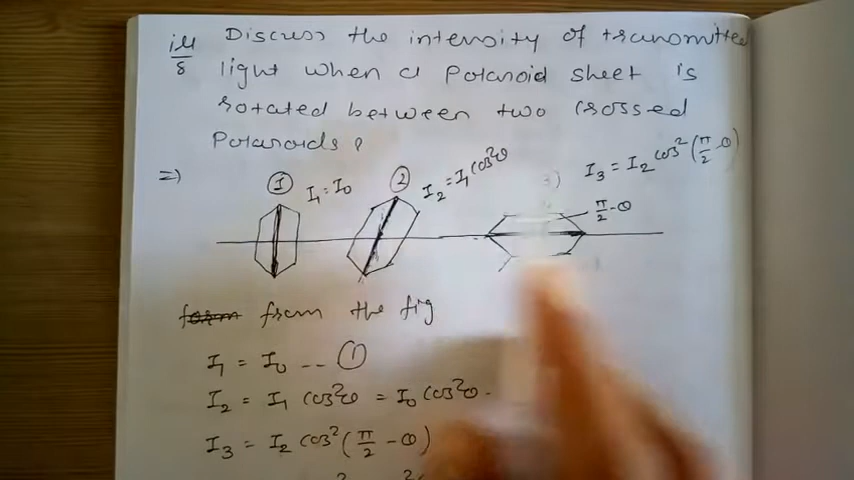 ill/8 Discuss the intensity of transmitted
light when a Polaroid sheet is
rotated between two crossed
Polaroids ?
=) ① I₁ = I₀ ② I₂ = I₁ cos²θ 3) I₃ = I₂ cos² (π/2 - θ)
π/2 - θ
from the fig
I₁ = I₀ -- ①
I₂ = I₁ cos²θ = I₀ cos²θ -
I₃ = I₂ cos² (π/2 - θ)